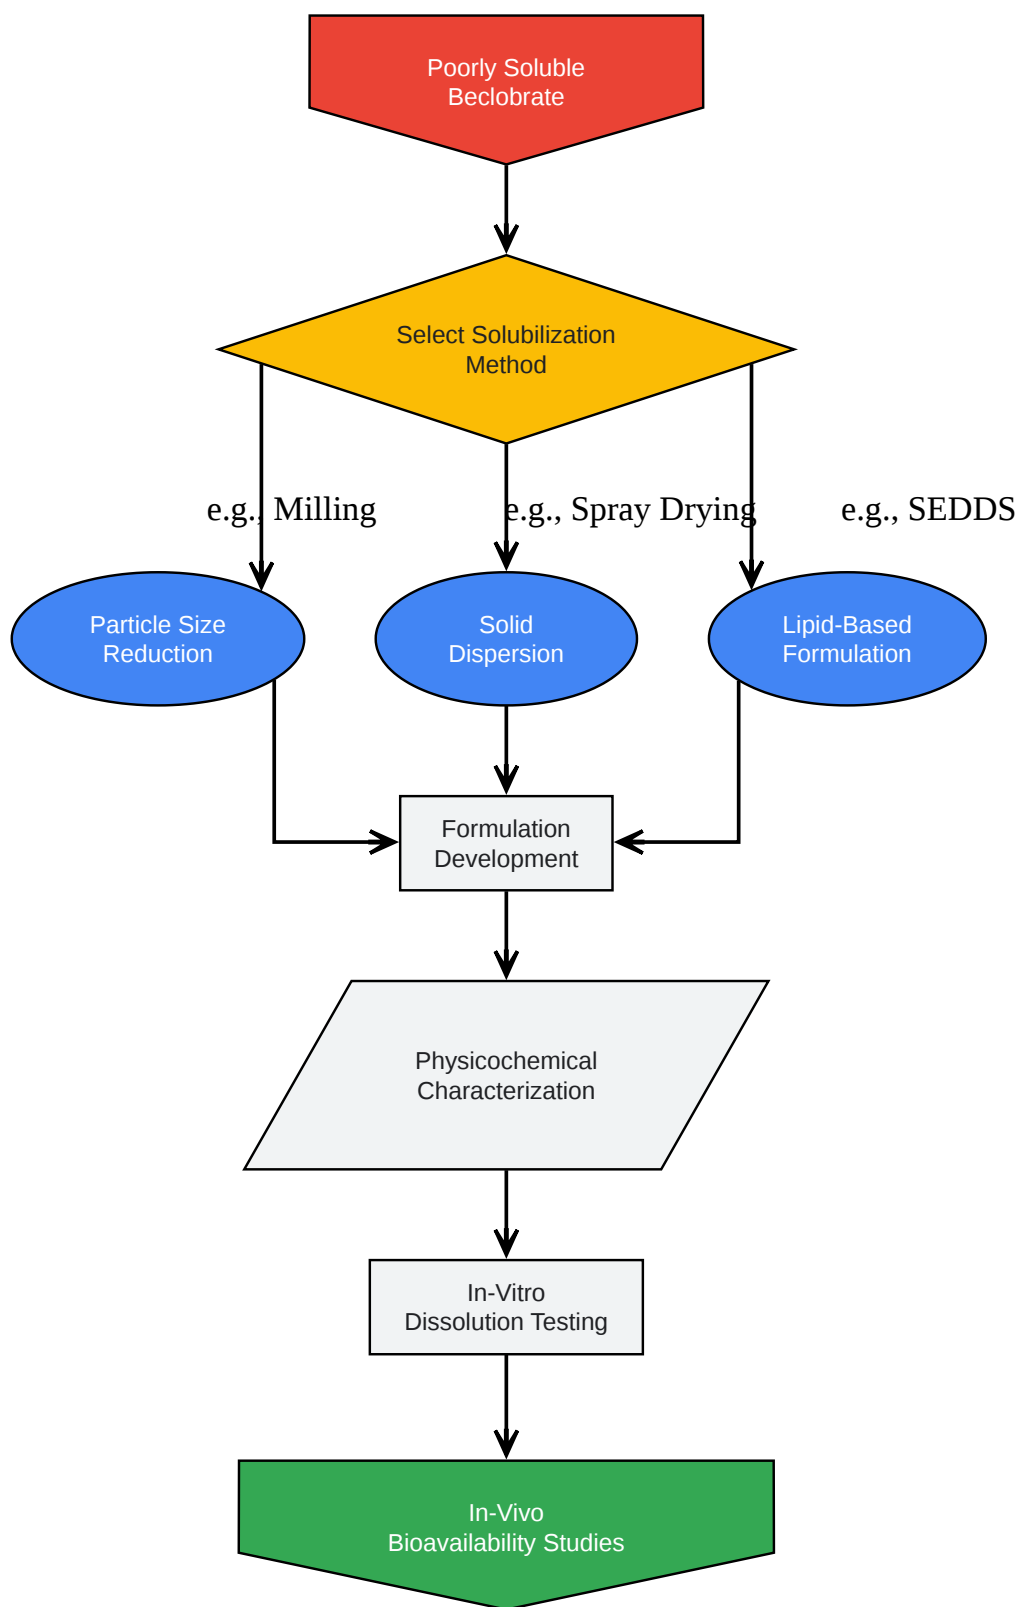 Poorly Soluble
Beclobrate
Select Solubilization
Method
e.g., Milling
e.g., Spray Drying
e.g., SEDDS
Particle Size
Reduction
Solid
Dispersion
Lipid-Based
Formulation
Formulation
Development
Physicochemical
Characterization
In-Vitro
Dissolution Testing
In-Vivo
Bioavailability Studies